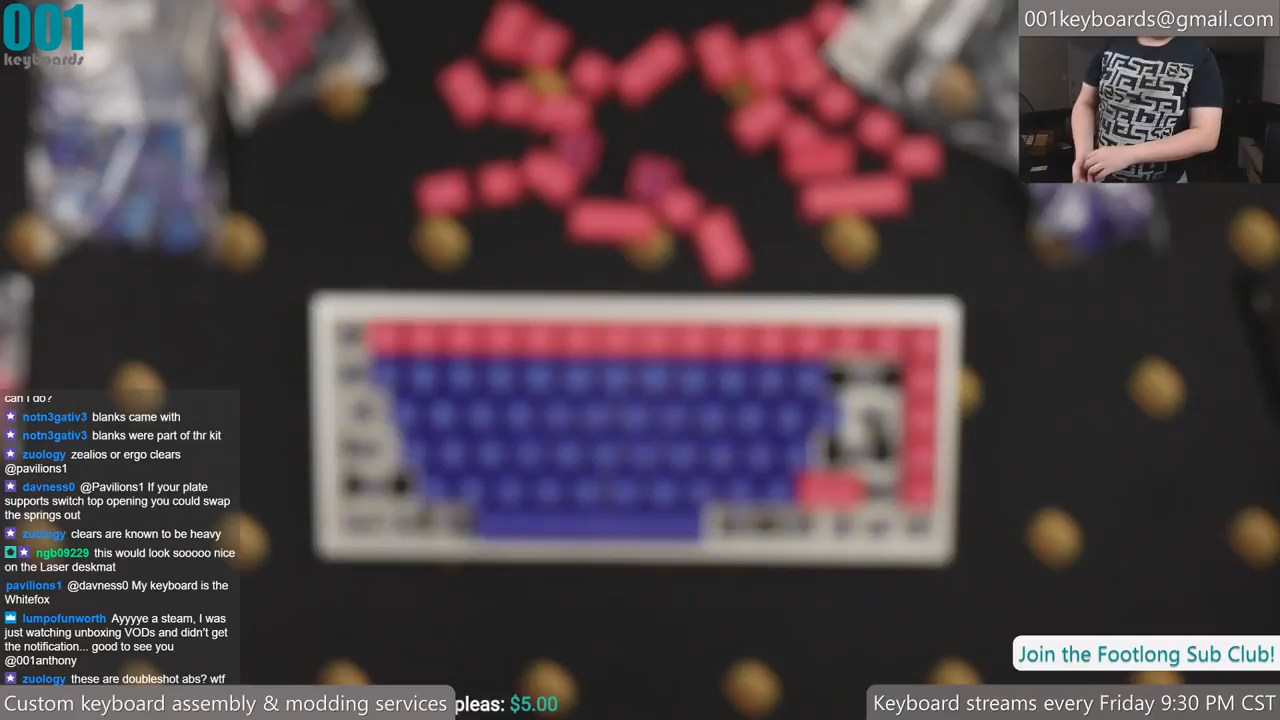 001
keyboards
001keyboards@gmail.com
can I do?
notn3gativ3 blanks came with
notn3gativ3 blanks were part of thr kit
zuology zealios or ergo clears
@pavilions1
davness0 @Pavilions1 If your plate
supports switch top opening you could swap
the springs out
zuology clears are known to be heavy
ngb09229 this would look sooooo nice
on the Laser deskmat
pavilions1 @davness0 My keyboard is the
Whitefox
lumpofunworth Ayyyye a steam, I was
just watching unboxing VODs and didn't get
the notification... good to see you
@001anthony
zuology these are doubleshot abs? wtf
Join the Footlong Sub Club!
Custom keyboard assembly & modding services
pleas: $5.00
Keyboard streams every Friday 9:30 PM CST